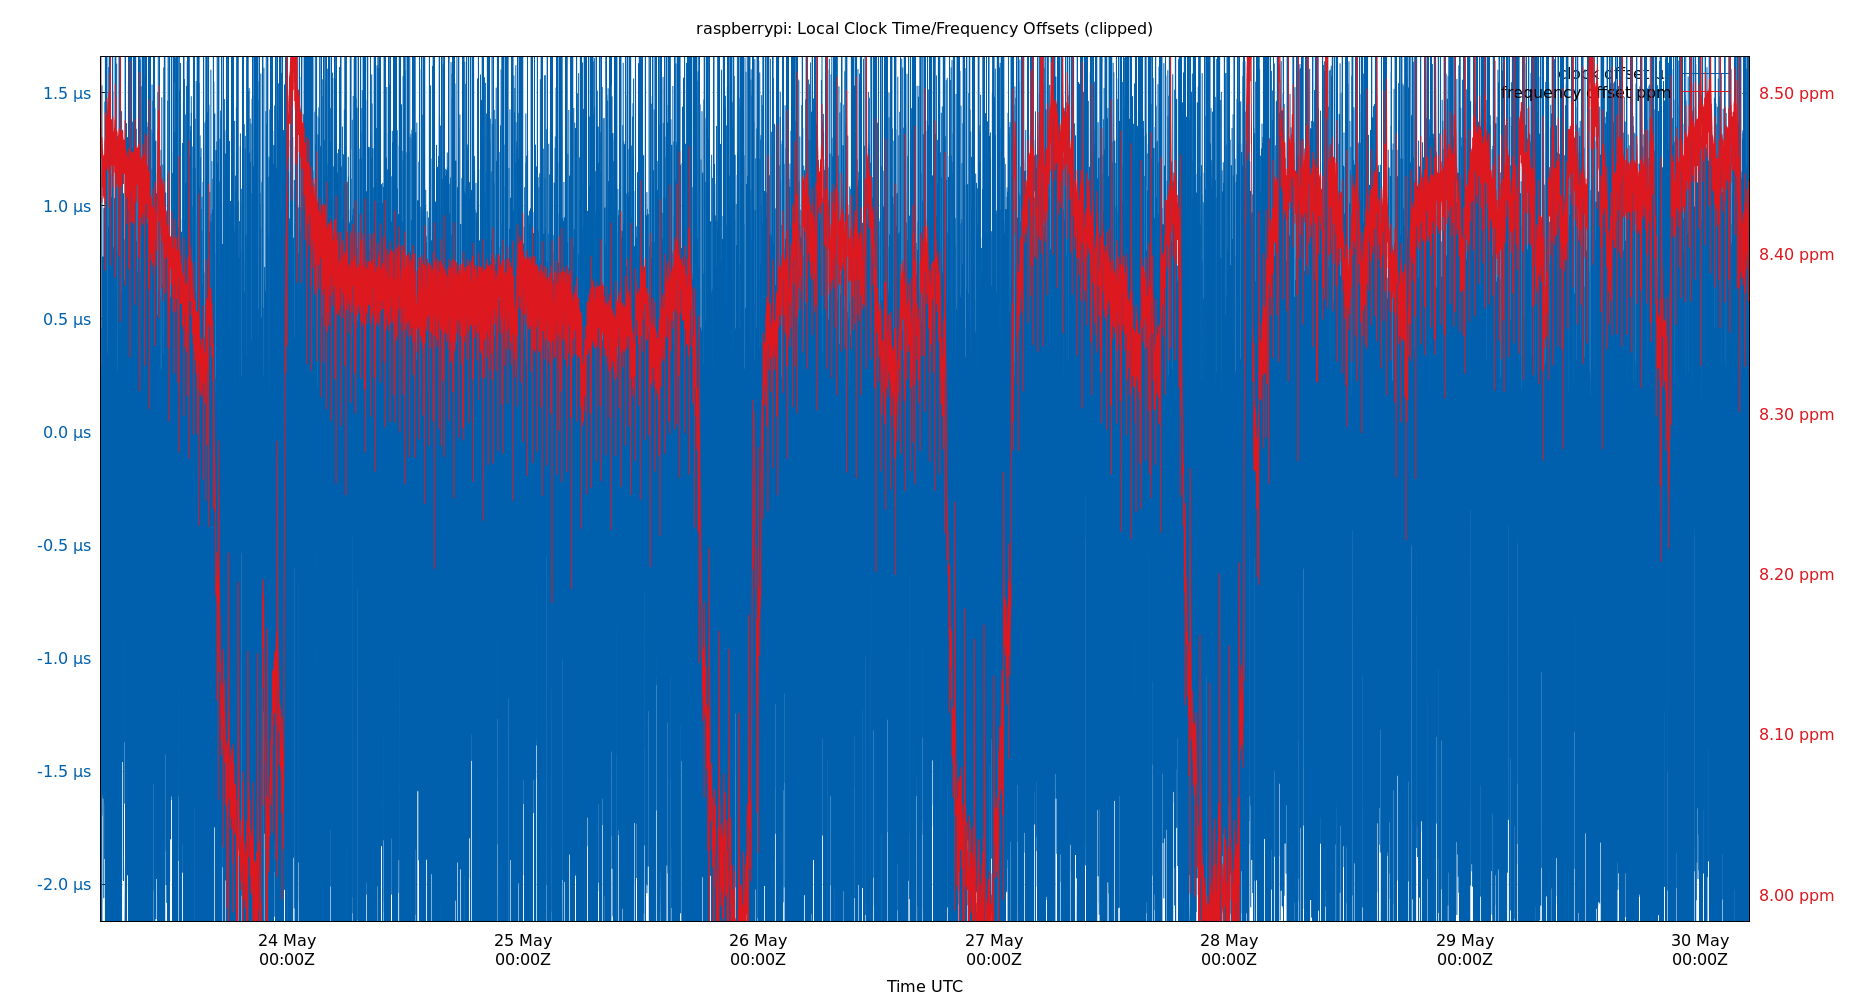 raspberrypi: Local Clock Time/Frequency Offsets (clipped)
clock offset
frequency offset ppm
1.5 μs
1.0 μs
0.5 μs
0.0 μs
-0.5 μs
-1.0 μs
-1.5 μs
-2.0 μs
8.50 ppm
8.40 ppm
8.30 ppm
8.20 ppm
8.10 ppm
8.00 ppm
24 May 25 May 26 May 27 May 28 May 29 May 30 May
00:00Z 00:00Z 00:00Z 00:00Z 00:00Z 00:00Z 00:00Z
Time UTC